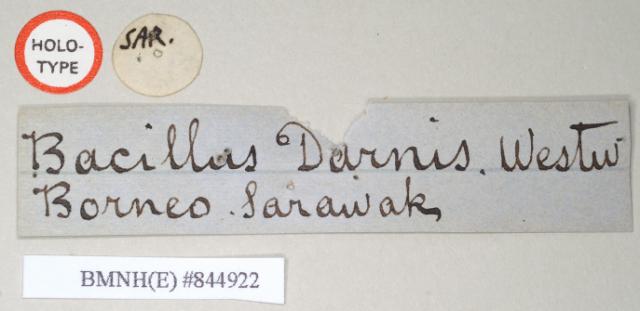 HOLO-
TYPE
SAR.
Bacillus Darnis. Westw
Borneo. Sarawak,
BMNH(E) #844922